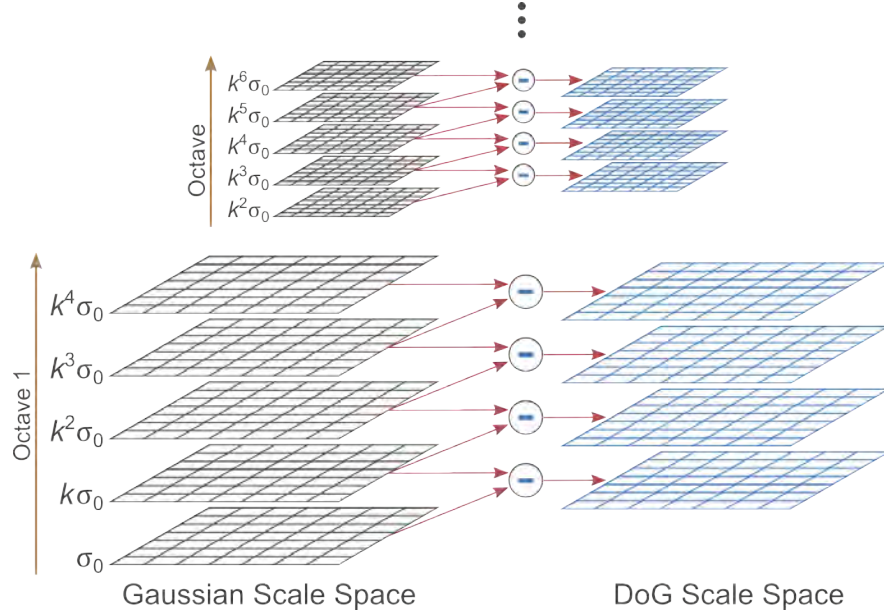 k⁶σ₀
k⁵σ₀
k⁴σ₀
k³σ₀
k²σ₀
Octave
k⁴σ₀
k³σ₀
k²σ₀
kσ₀
σ₀
Octave 1
Gaussian Scale Space
DoG Scale Space